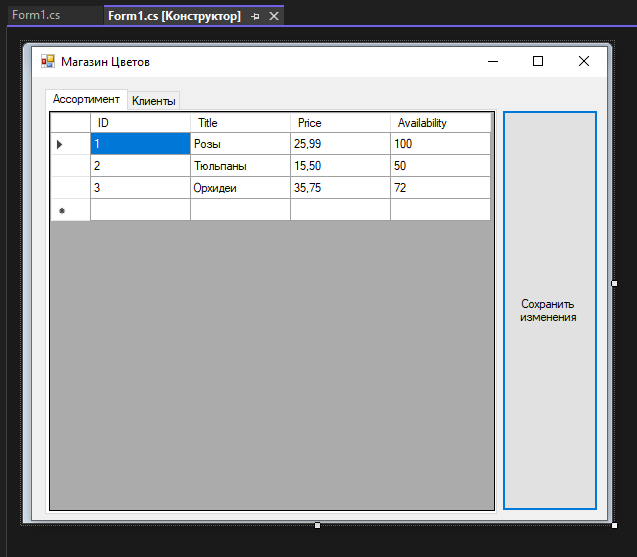 Form1.cs
Form1.cs [Конструктор]
Магазин Цветов
Ассортимент
Клиенты
ID Title Price Availability
1 Розы 25,99 100
2 Тюльпаны 15,50 50
3 Орхидеи 35,75 72
Сохранить
изменения